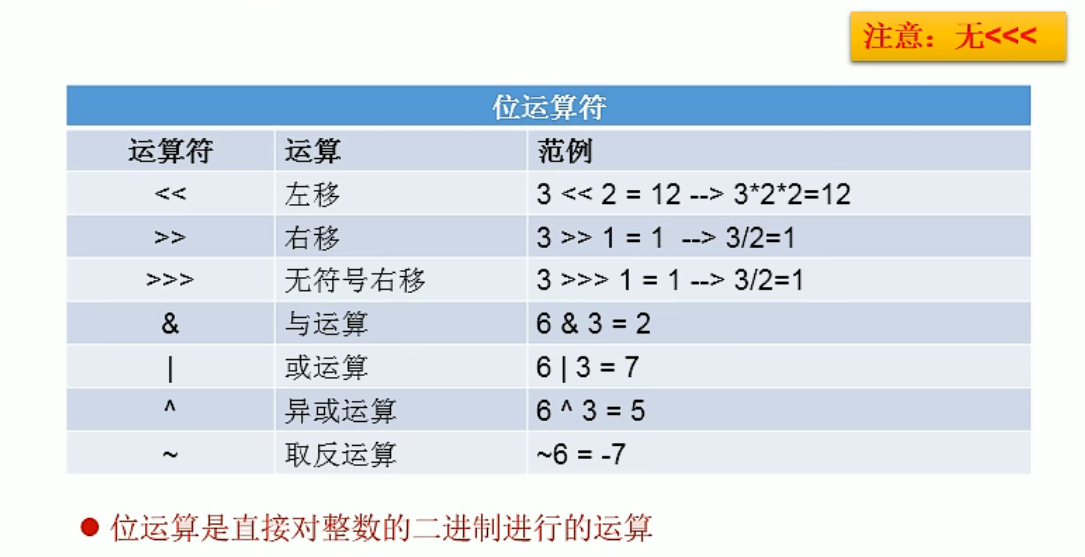 注意：无<<<
位运算符
运算符 运算 范例
<< 左移 3 << 2 = 12 --> 3*2*2=12
>> 右移 3 >> 1 = 1 --> 3/2=1
>>> 无符号右移 3 >>> 1 = 1 --> 3/2=1
& 与运算 6 & 3 = 2
| 或运算 6 | 3 = 7
^ 异或运算 6 ^ 3 = 5
~ 取反运算 ~6 = -7
● 位运算是直接对整数的二进制进行的运算